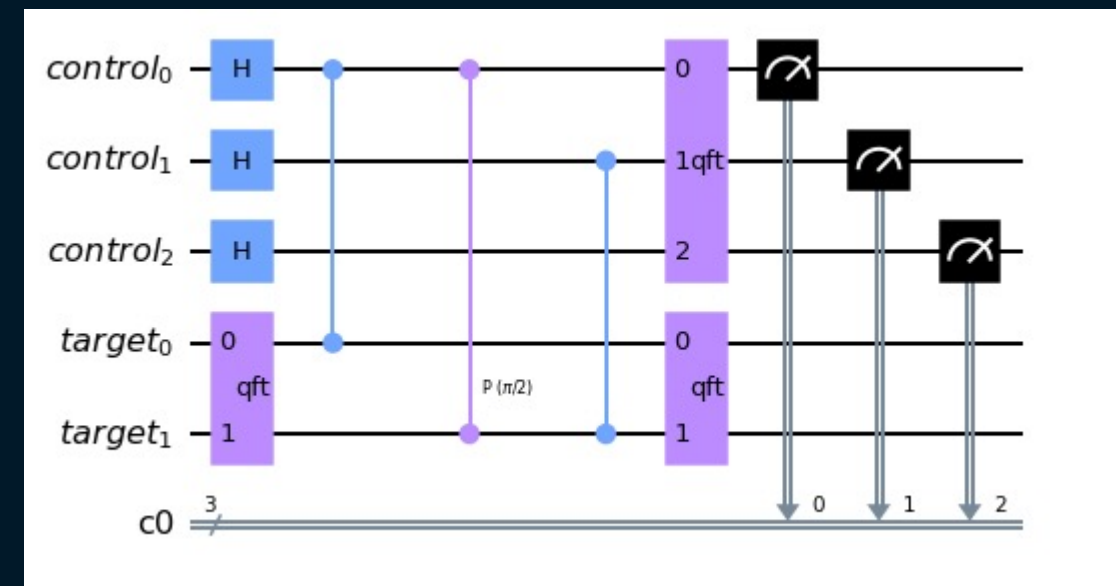 control0 H 0
control1 H 1qft
control2 H 2
target0 0 0
qft P (π/2) qft
target1 1 1
c0 3 0 1 2